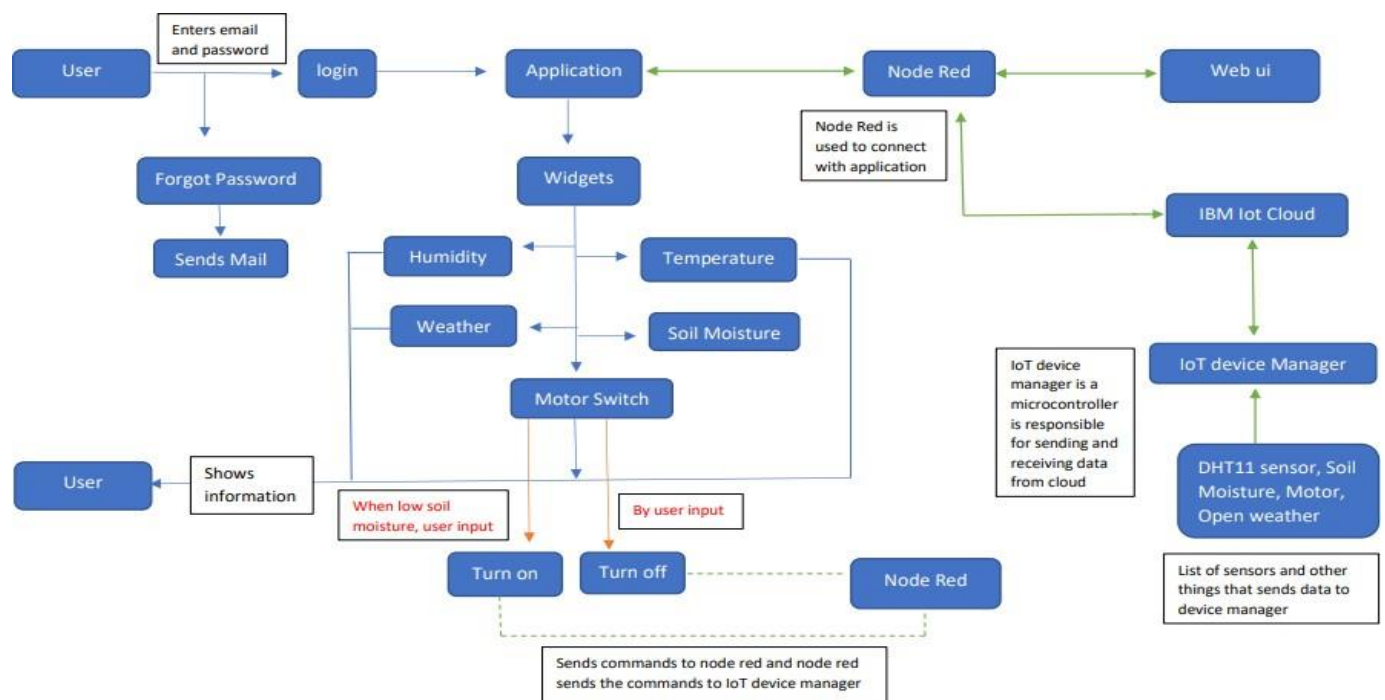 Enters email
and password
User
login
Application
Node Red
Web ui
Node Red is
used to connect
with application
Forgot Password
Widgets
IBM Iot Cloud
Sends Mail
Humidity
Temperature
Weather
Soil Moisture
IoT device
manager is a
microcontroller
is responsible
for sending and
receiving data
from cloud
IoT device Manager
Motor Switch
User
Shows
information
When low soil
moisture, user input
By user input
DHT11 sensor, Soil
Moisture, Motor,
Open weather
Turn on
Turn off
Node Red
List of sensors and other
things that sends data to
device manager
Sends commands to node red and node red
sends the commands to IoT device manager